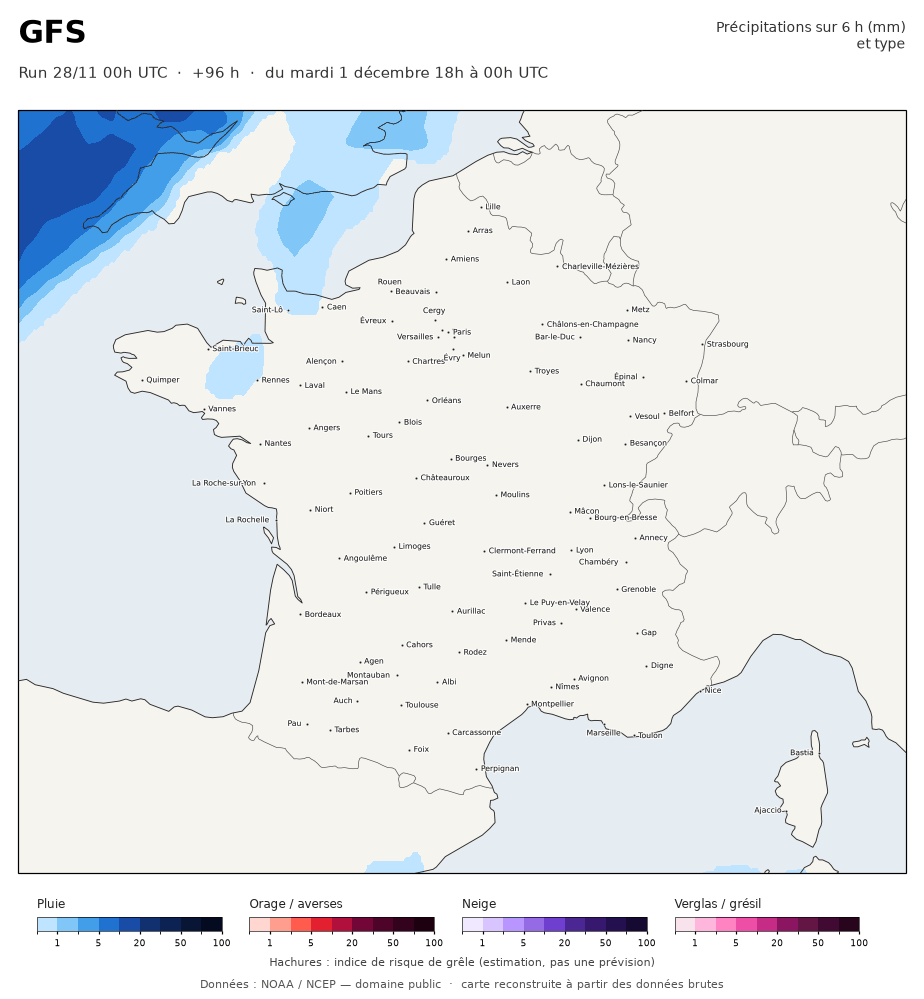 GFS
Précipitations sur 6 h (mm)
et type
Run 28/11 00h UTC · +96 h · du mardi 1 décembre 18h à 00h UTC
Lille
Arras
Amiens
Charleville-Mézières
Rouen
Beauvais
Laon
Saint-Lô
Caen
Cergy
Metz
Évreux
Châlons-en-Champagne
Versailles
Paris
Bar-le-Duc
Nancy
Strasbourg
Saint-Brieuc
Alençon
Chartres
Évry
Melun
Quimper
Rennes
Laval
Le Mans
Troyes
Chaumont
Épinal
Colmar
Vannes
Orléans
Auxerre
Vesoul
Belfort
Angers
Blois
Tours
Nantes
Dijon
Besançon
Bourges
Nevers
La Roche-sur-Yon
Châteauroux
Lons-le-Saunier
Poitiers
Moulins
Niort
Mâcon
Bourg-en-Bresse
La Rochelle
Guéret
Annecy
Limoges
Clermont-Ferrand
Lyon
Angoulême
Chambéry
Saint-Étienne
Périgueux
Tulle
Grenoble
Bordeaux
Aurillac
Le Puy-en-Velay
Valence
Privas
Gap
Cahors
Mende
Rodez
Agen
Digne
Montauban
Mont-de-Marsan
Albi
Avignon
Nîmes
Nice
Auch
Toulouse
Montpellier
Pau
Tarbes
Carcassonne
Marseille
Toulon
Foix
Bastia
Perpignan
Ajaccio
Pluie
1 5 20 50 100
Orage / averses
1 5 20 50 100
Neige
1 5 20 50 100
Verglas / grésil
1 5 20 50 100
Hachures : indice de risque de grêle (estimation, pas une prévision)
Données : NOAA / NCEP — domaine public · carte reconstruite à partir des données brutes